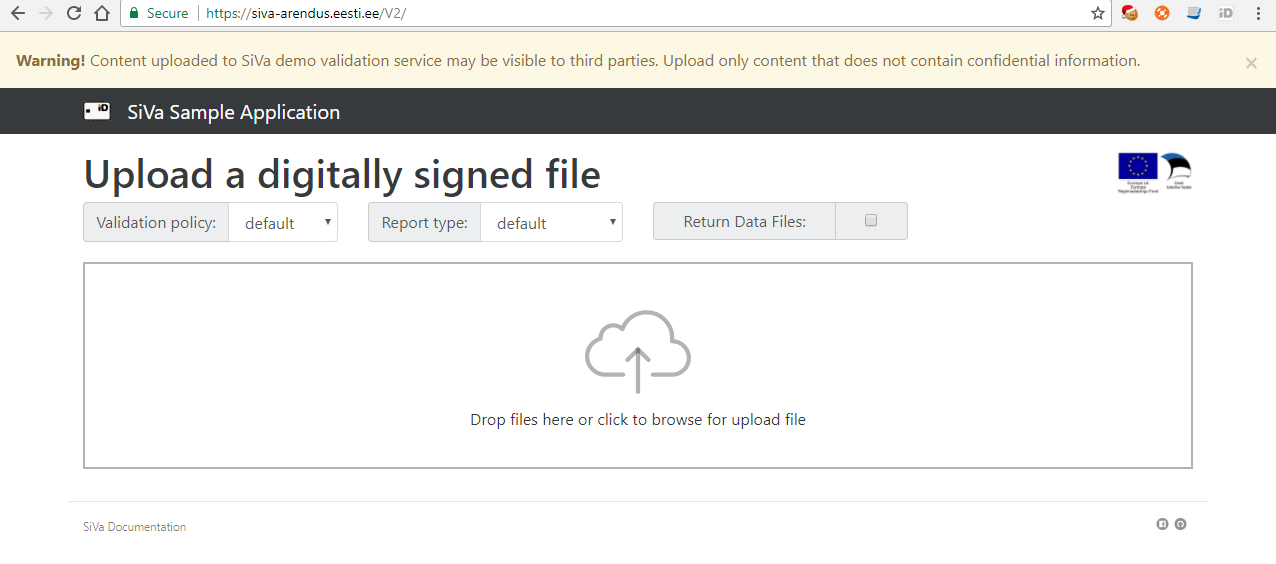 Secure https://siva-arendus.eesti.ee/V2/
Warning! Content uploaded to SiVa demo validation service may be visible to third parties. Upload only content that does not contain confidential information. ×
iD SiVa Sample Application
Upload a digitally signed file
Validation policy: default
Report type: default
Return Data Files:
Drop files here or click to browse for upload file
SiVa Documentation